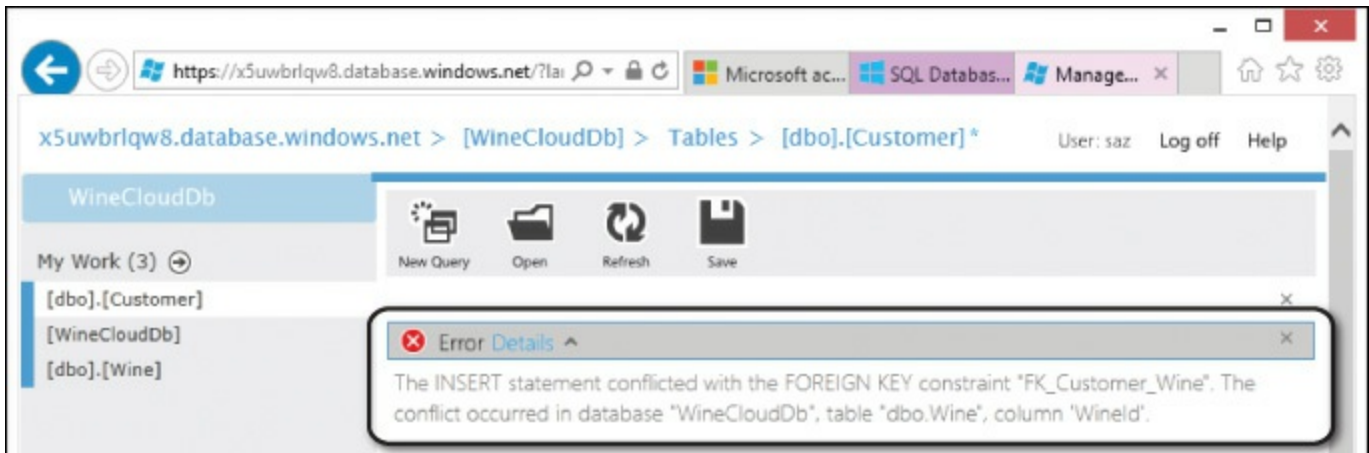 https://x5uwbrlqw8.database.windows.net/?lai
Microsoft ac...
SQL Databas...
Manage...
x5uwbrlqw8.database.windows.net > [WineCloudDb] > Tables > [dbo].[Customer]*
User: saz Log off Help
WineCloudDb
My Work (3)
New Query Open Refresh Save
[dbo].[Customer]
[WineCloudDb]
[dbo].[Wine]
Error Details
The INSERT statement conflicted with the FOREIGN KEY constraint "FK_Customer_Wine". The
conflict occurred in database "WineCloudDb", table "dbo.Wine", column 'WineId'.